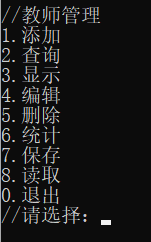 //教师管理
1.添加
2.查询
3.显示
4.编辑
5.删除
6.统计
7.保存
8.读取
0.退出
//请选择：